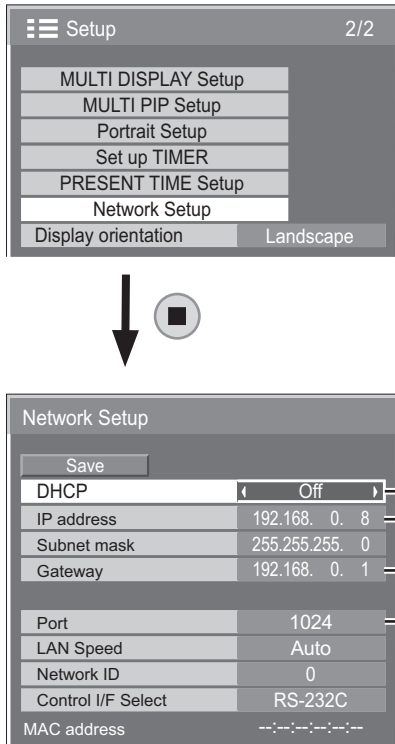 Setup 2/2
MULTI DISPLAY Setup
MULTI PIP Setup
Portrait Setup
Set up TIMER
PRESENT TIME Setup
Network Setup
Display orientation Landscape
Network Setup
Save
DHCP Off
IP address 192.168. 0. 8
Subnet mask 255.255.255. 0
Gateway 192.168. 0. 1
Port 1024
LAN Speed Auto
Network ID 0
Control I/F Select RS-232C
MAC address --:--:--:--:--:--